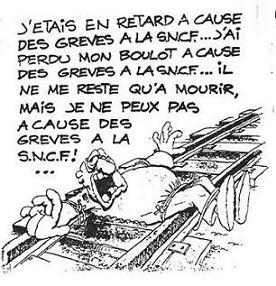 J'ETAIS EN RETARD A CAUSE
DES GREVES A LA S.N.C.F....J'AI
PERDU MON BOULOT A CAUSE
DES GREVES A LA S.N.C.F.... IL
NE ME RESTE QU'A MOURIR,
MAIS JE NE PEUX PAS
A CAUSE DES
GREVES A LA
S.N.C.F.!
...